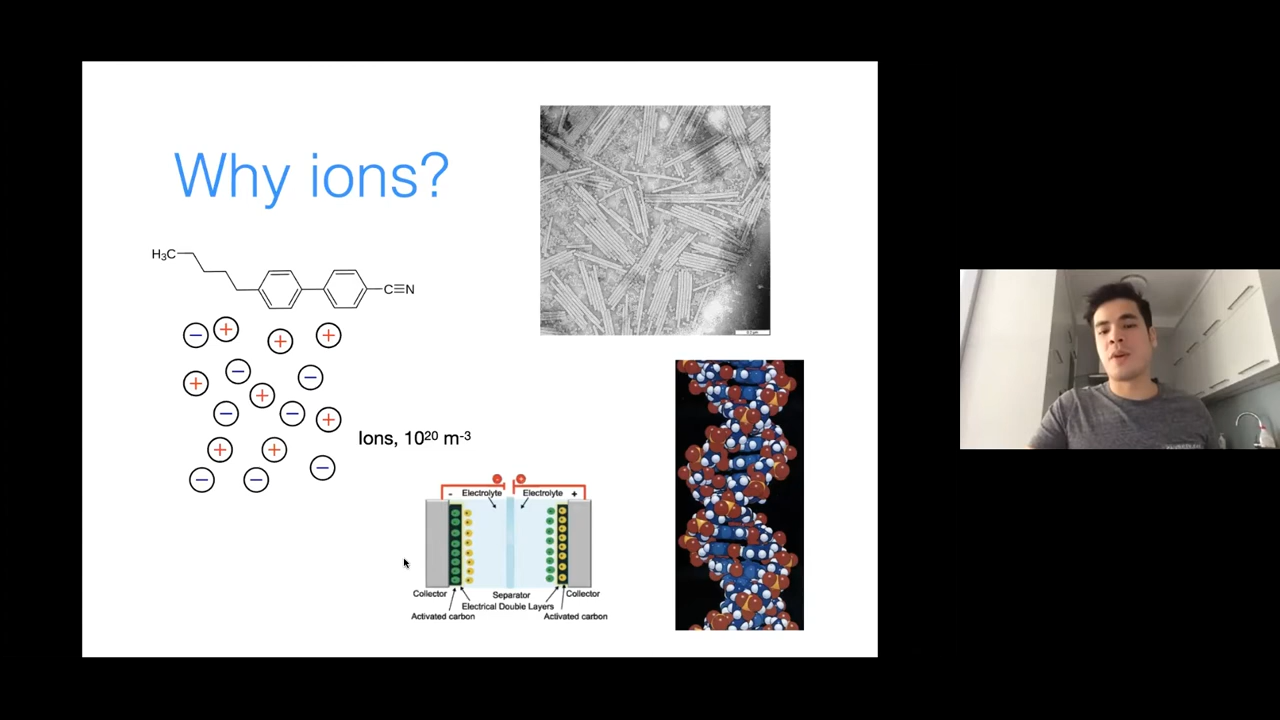 Why ions?
H₃C
C≡N
Ions, 10²⁰ m⁻³
- Electrolyte Electrolyte +
Collector Separator Collector
Electrical Double Layers
Activated carbon Activated carbon